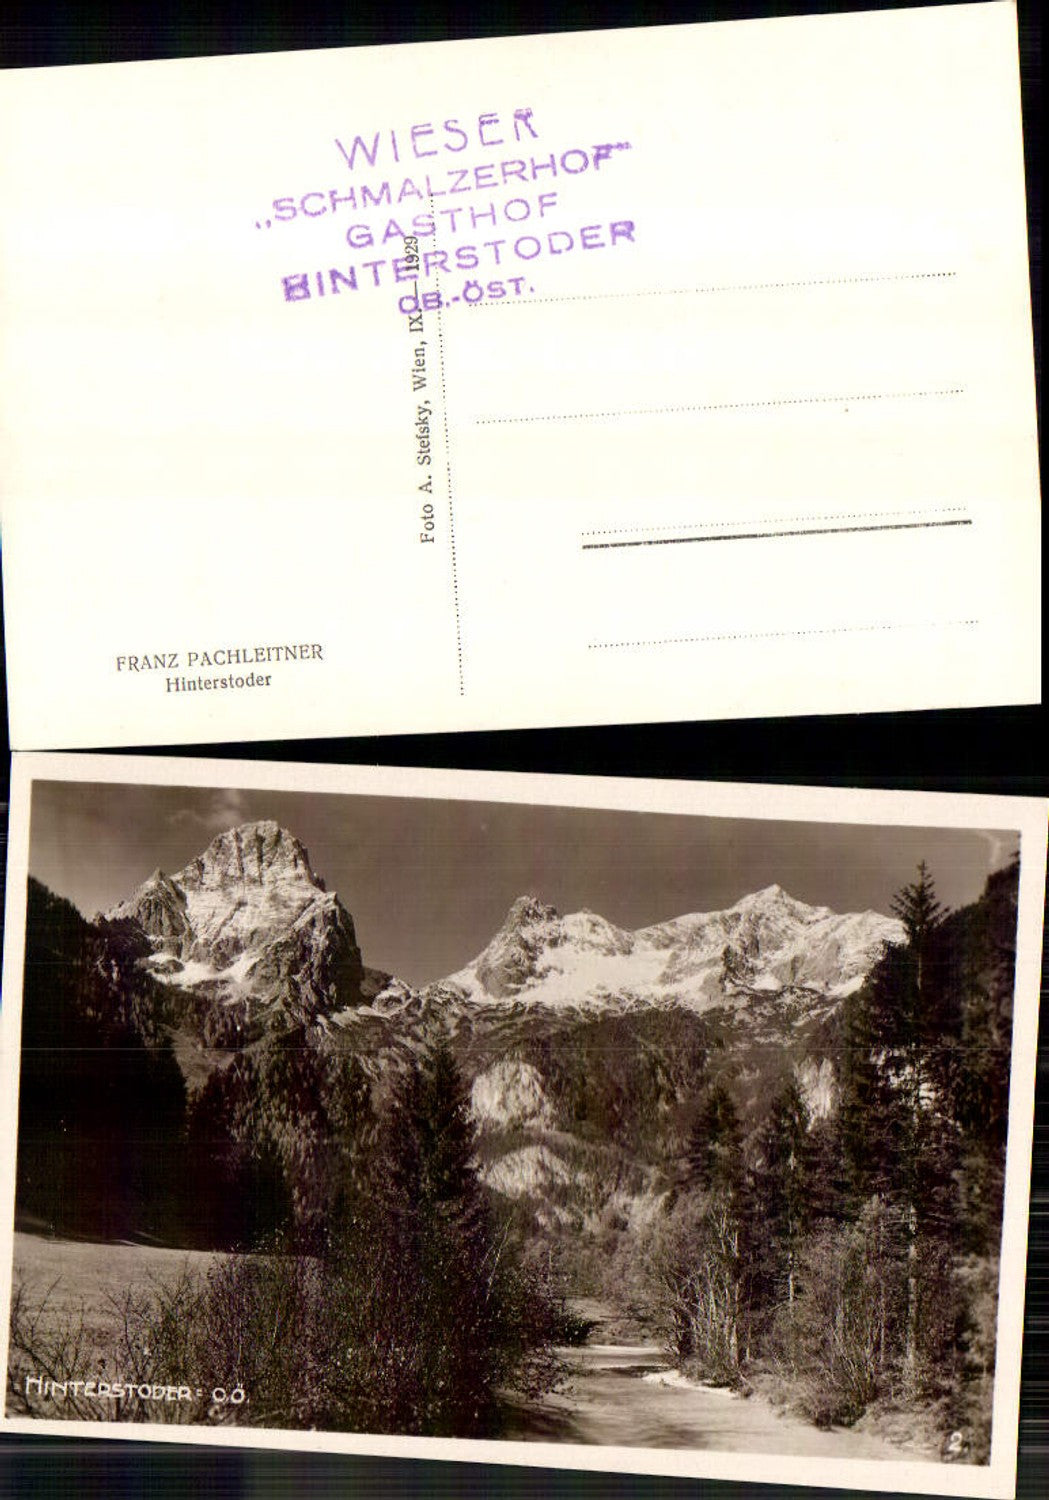 WIESER
„SCHMALZERHOF"
GASTHOF
HINTERSTODER
OB.-ÖST.
Foto A. Stefsky, Wien, IX.—1929
FRANZ PACHLEITNER
Hinterstoder
HINTERSTODER = O.Ö.
2